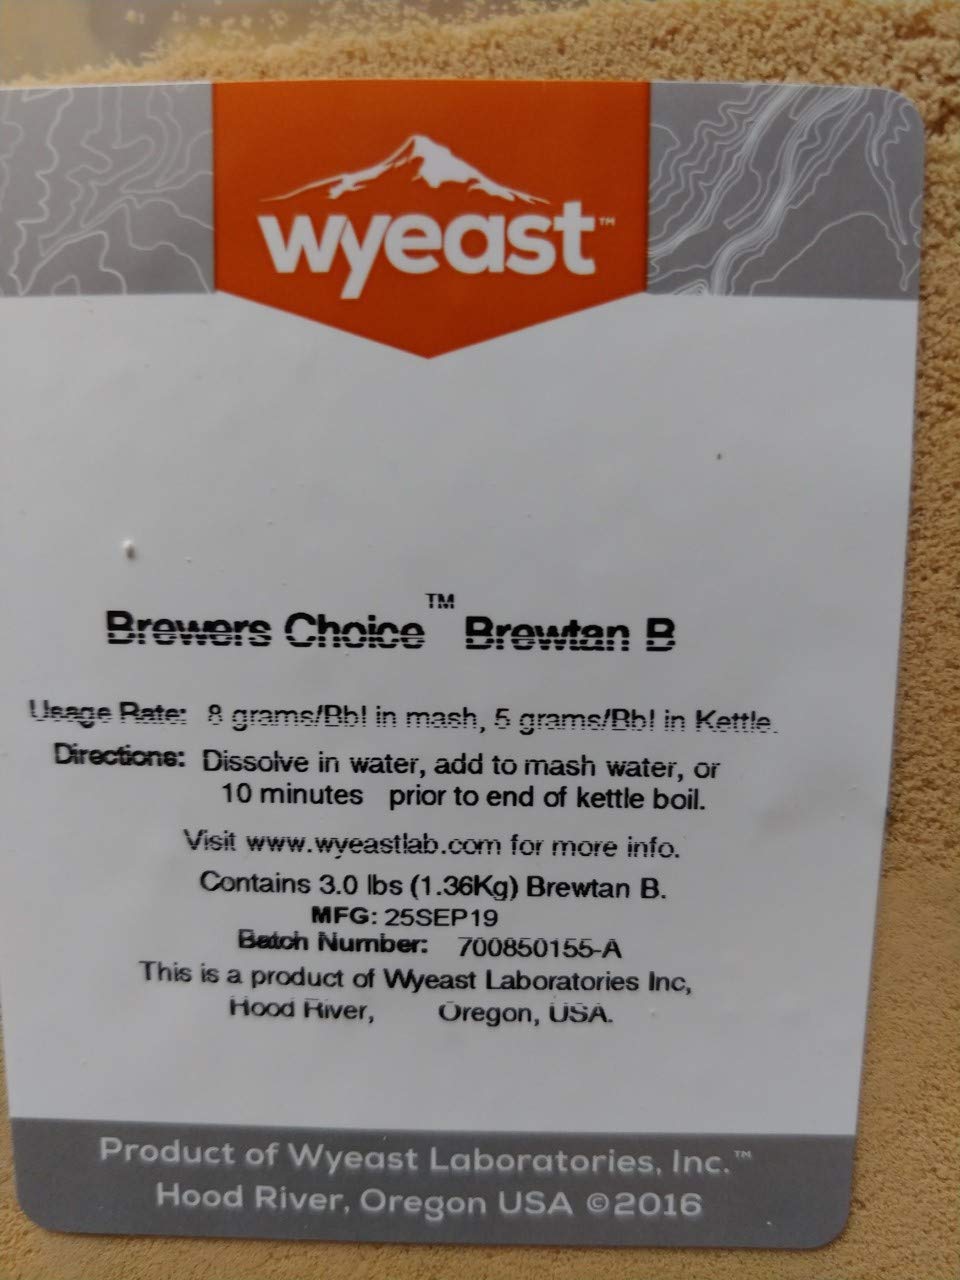 wyeast™
Brewers Choice™ Brewtan B
Usage Rate: 8 grams/Bbl in mash, 5 grams/Bbl in Kettle.
Directions: Dissolve in water, add to mash water, or
10 minutes prior to end of kettle boil.
Visit www.wyeastlab.com for more info.
Contains 3.0 lbs (1.36Kg) Brewtan B.
MFG: 25SEP19
Batch Number: 700850155-A
This is a product of Wyeast Laboratories Inc,
Hood River, Oregon, USA.
Product of Wyeast Laboratories, Inc.™
Hood River, Oregon USA ©2016